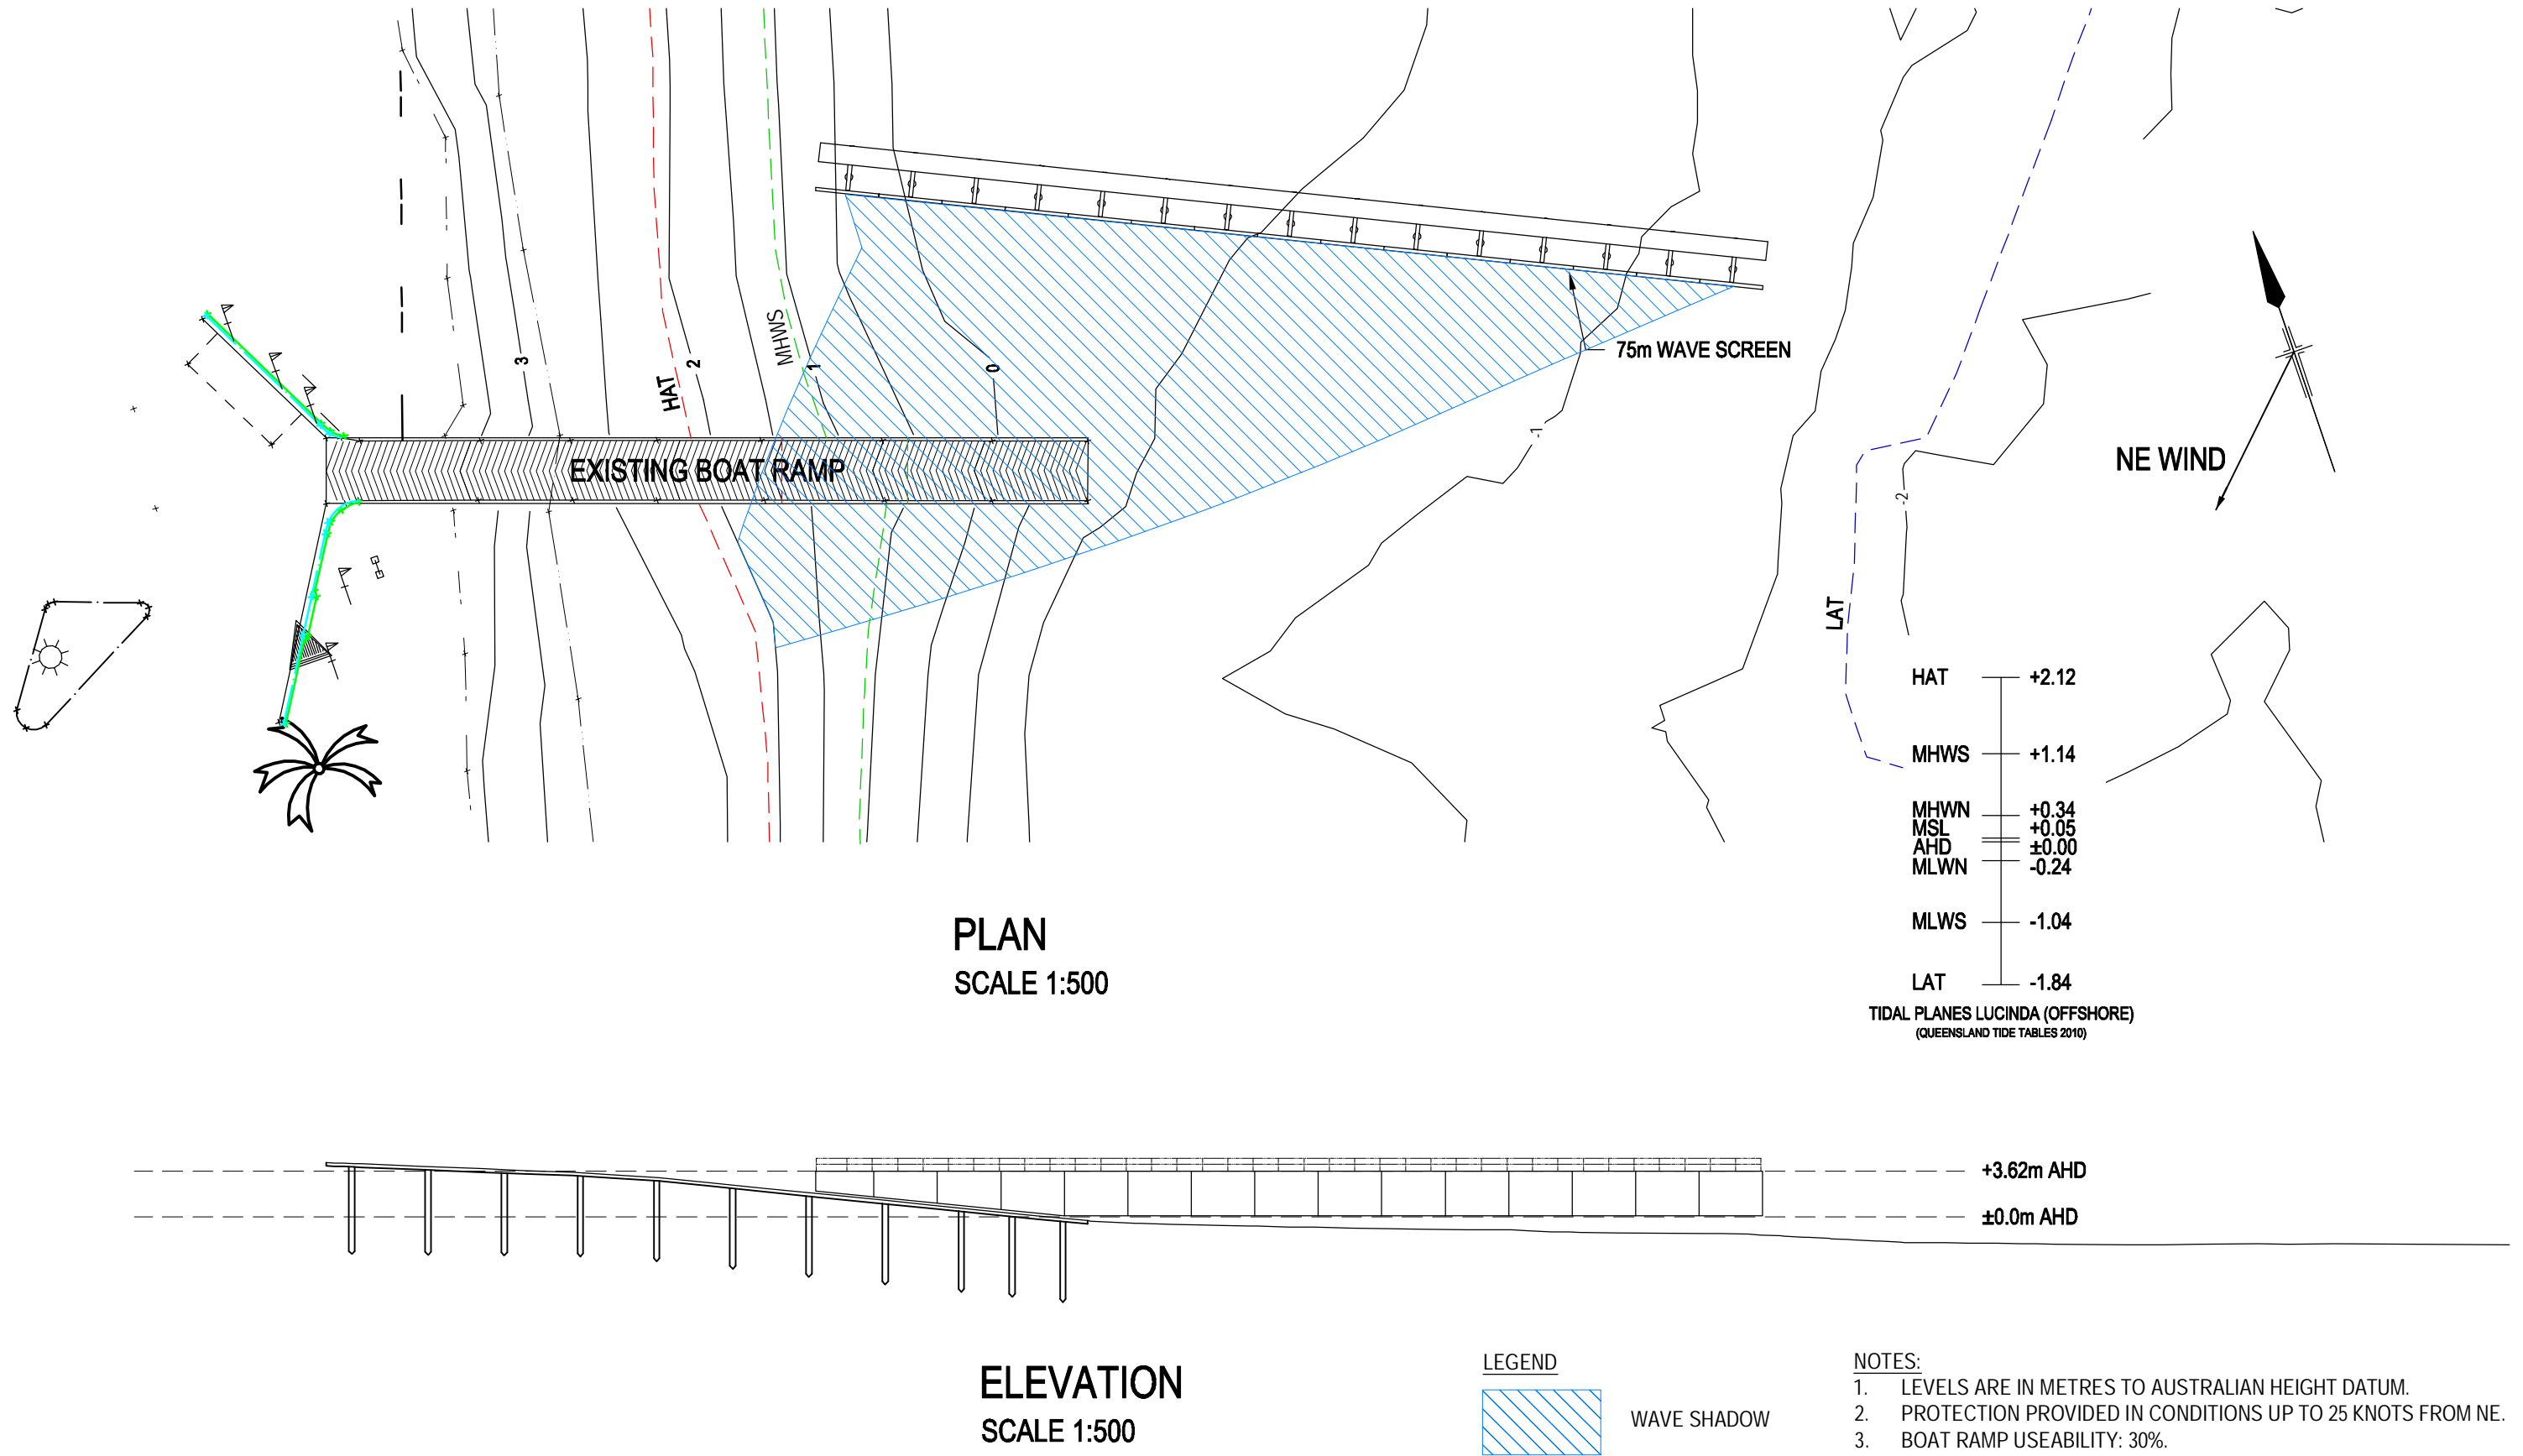 MHWS
75m WAVE SCREEN
3
2
1
0
HAT
-1
EXISTING BOAT RAMP
NE WIND
-2
LAT
HAT +2.12
MHWS +1.14
MHWN +0.34
MSL +0.05
AHD ±0.00
MLWN -0.24
MLWS -1.04
LAT -1.84
TIDAL PLANES LUCINDA (OFFSHORE)
(QUEENSLAND TIDE TABLES 2010)
PLAN
SCALE 1:500
+3.62m AHD
±0.0m AHD
ELEVATION
SCALE 1:500
LEGEND
WAVE SHADOW
NOTES:
1. LEVELS ARE IN METRES TO AUSTRALIAN HEIGHT DATUM.
2. PROTECTION PROVIDED IN CONDITIONS UP TO 25 KNOTS FROM NE.
3. BOAT RAMP USEABILITY: 30%.